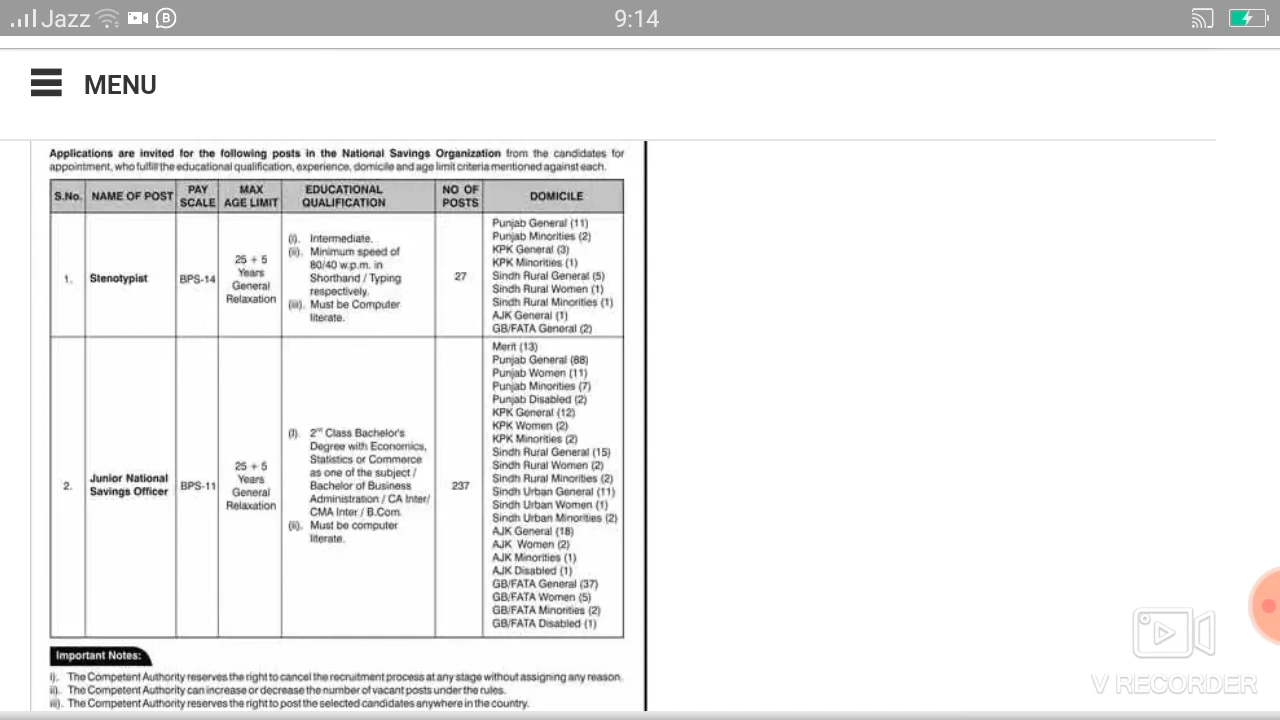 Jazz
9:14
MENU
Applications are invited for the following posts in the National Savings Organization from the candidates for
appointment, who fulfill the educational qualification, experience, domicile and age limit criteria mentioned against each.
S.No. NAME OF POST PAY SCALE MAX AGE LIMIT EDUCATIONAL QUALIFICATION NO OF POSTS DOMICILE
1.
Stenotypist
BPS-14
25 + 5
Years
General
Relaxation
(i). Intermediate.
(ii). Minimum speed of
80/40 w.p.m. in
Shorthand / Typing
respectively.
(iii). Must be Computer
literate.
27
Punjab General (11)
Punjab Minorities (2)
KPK General (3)
KPK Minorities (1)
Sindh Rural General (5)
Sindh Rural Women (1)
Sindh Rural Minorities (1)
AJK General (1)
GB/FATA General (2)
2.
Junior National
Savings Officer
BPS-11
25 + 5
Years
General
Relaxation
(i). 2nd Class Bachelor's
Degree with Economics,
Statistics or Commerce
as one of the subject /
Bachelor of Business
Administration / CA Inter/
CMA Inter / B.Com.
(ii). Must be computer
literate.
237
Merit (13)
Punjab General (88)
Punjab Women (11)
Punjab Minorities (7)
Punjab Disabled (2)
KPK General (12)
KPK Women (2)
KPK Minorities (2)
Sindh Rural General (15)
Sindh Rural Women (2)
Sindh Rural Minorities (2)
Sindh Urban General (11)
Sindh Urban Women (1)
Sindh Urban Minorities (2)
AJK General (18)
AJK Women (2)
AJK Minorities (1)
AJK Disabled (1)
GB/FATA General (37)
GB/FATA Women (5)
GB/FATA Minorities (2)
GB/FATA Disabled (1)
Important Notes:
i). The Competent Authority reserves the right to cancel the recruitment process at any stage without assigning any reason.
ii). The Competent Authority can increase or decrease the number of vacant posts under the rules.
iii). The Competent Authority reserves the right to post the selected candidates anywhere in the country.
V RECORDER